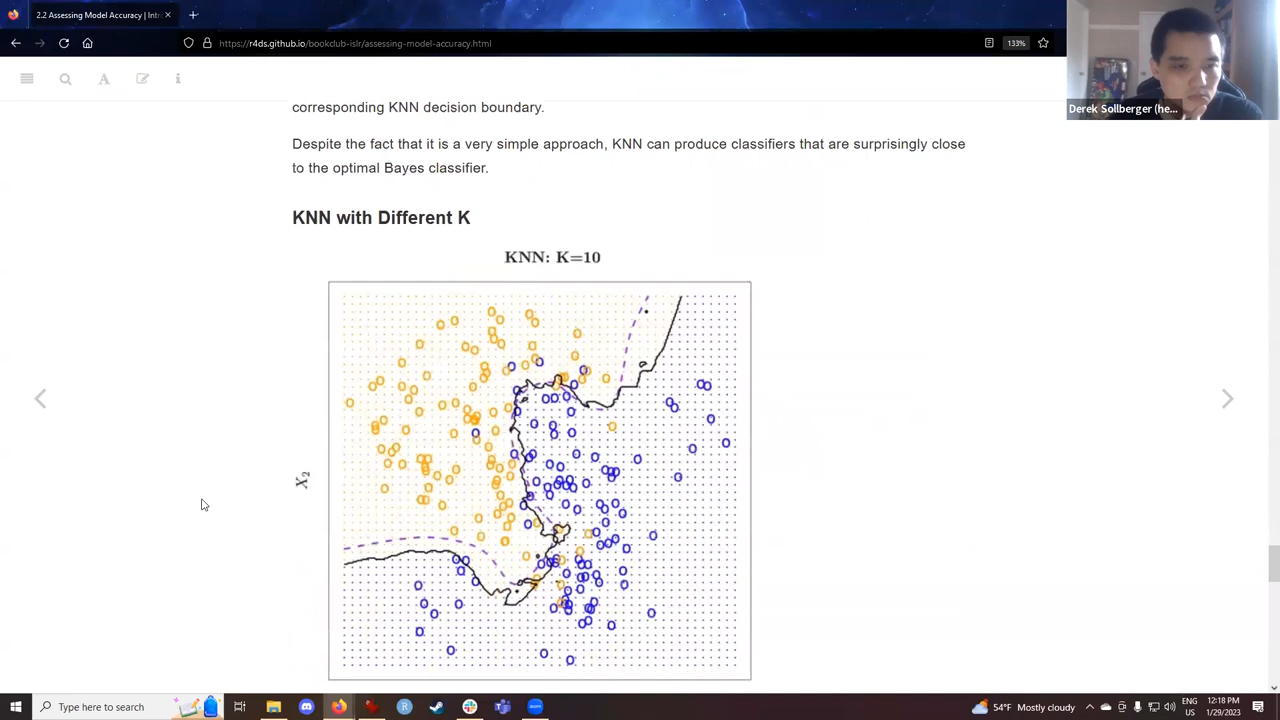 2.2 Assessing Model Accuracy | Intr
https://r4ds.github.io/bookclub-islr/assessing-model-accuracy.html
133%
Derek Sollberger (he...
corresponding KNN decision boundary.
Despite the fact that it is a very simple approach, KNN can produce classifiers that are surprisingly close
to the optimal Bayes classifier.
KNN with Different K
KNN: K=10
X2
Type here to search
54°F Mostly cloudy
ENG
US
12:18 PM
1/29/2023